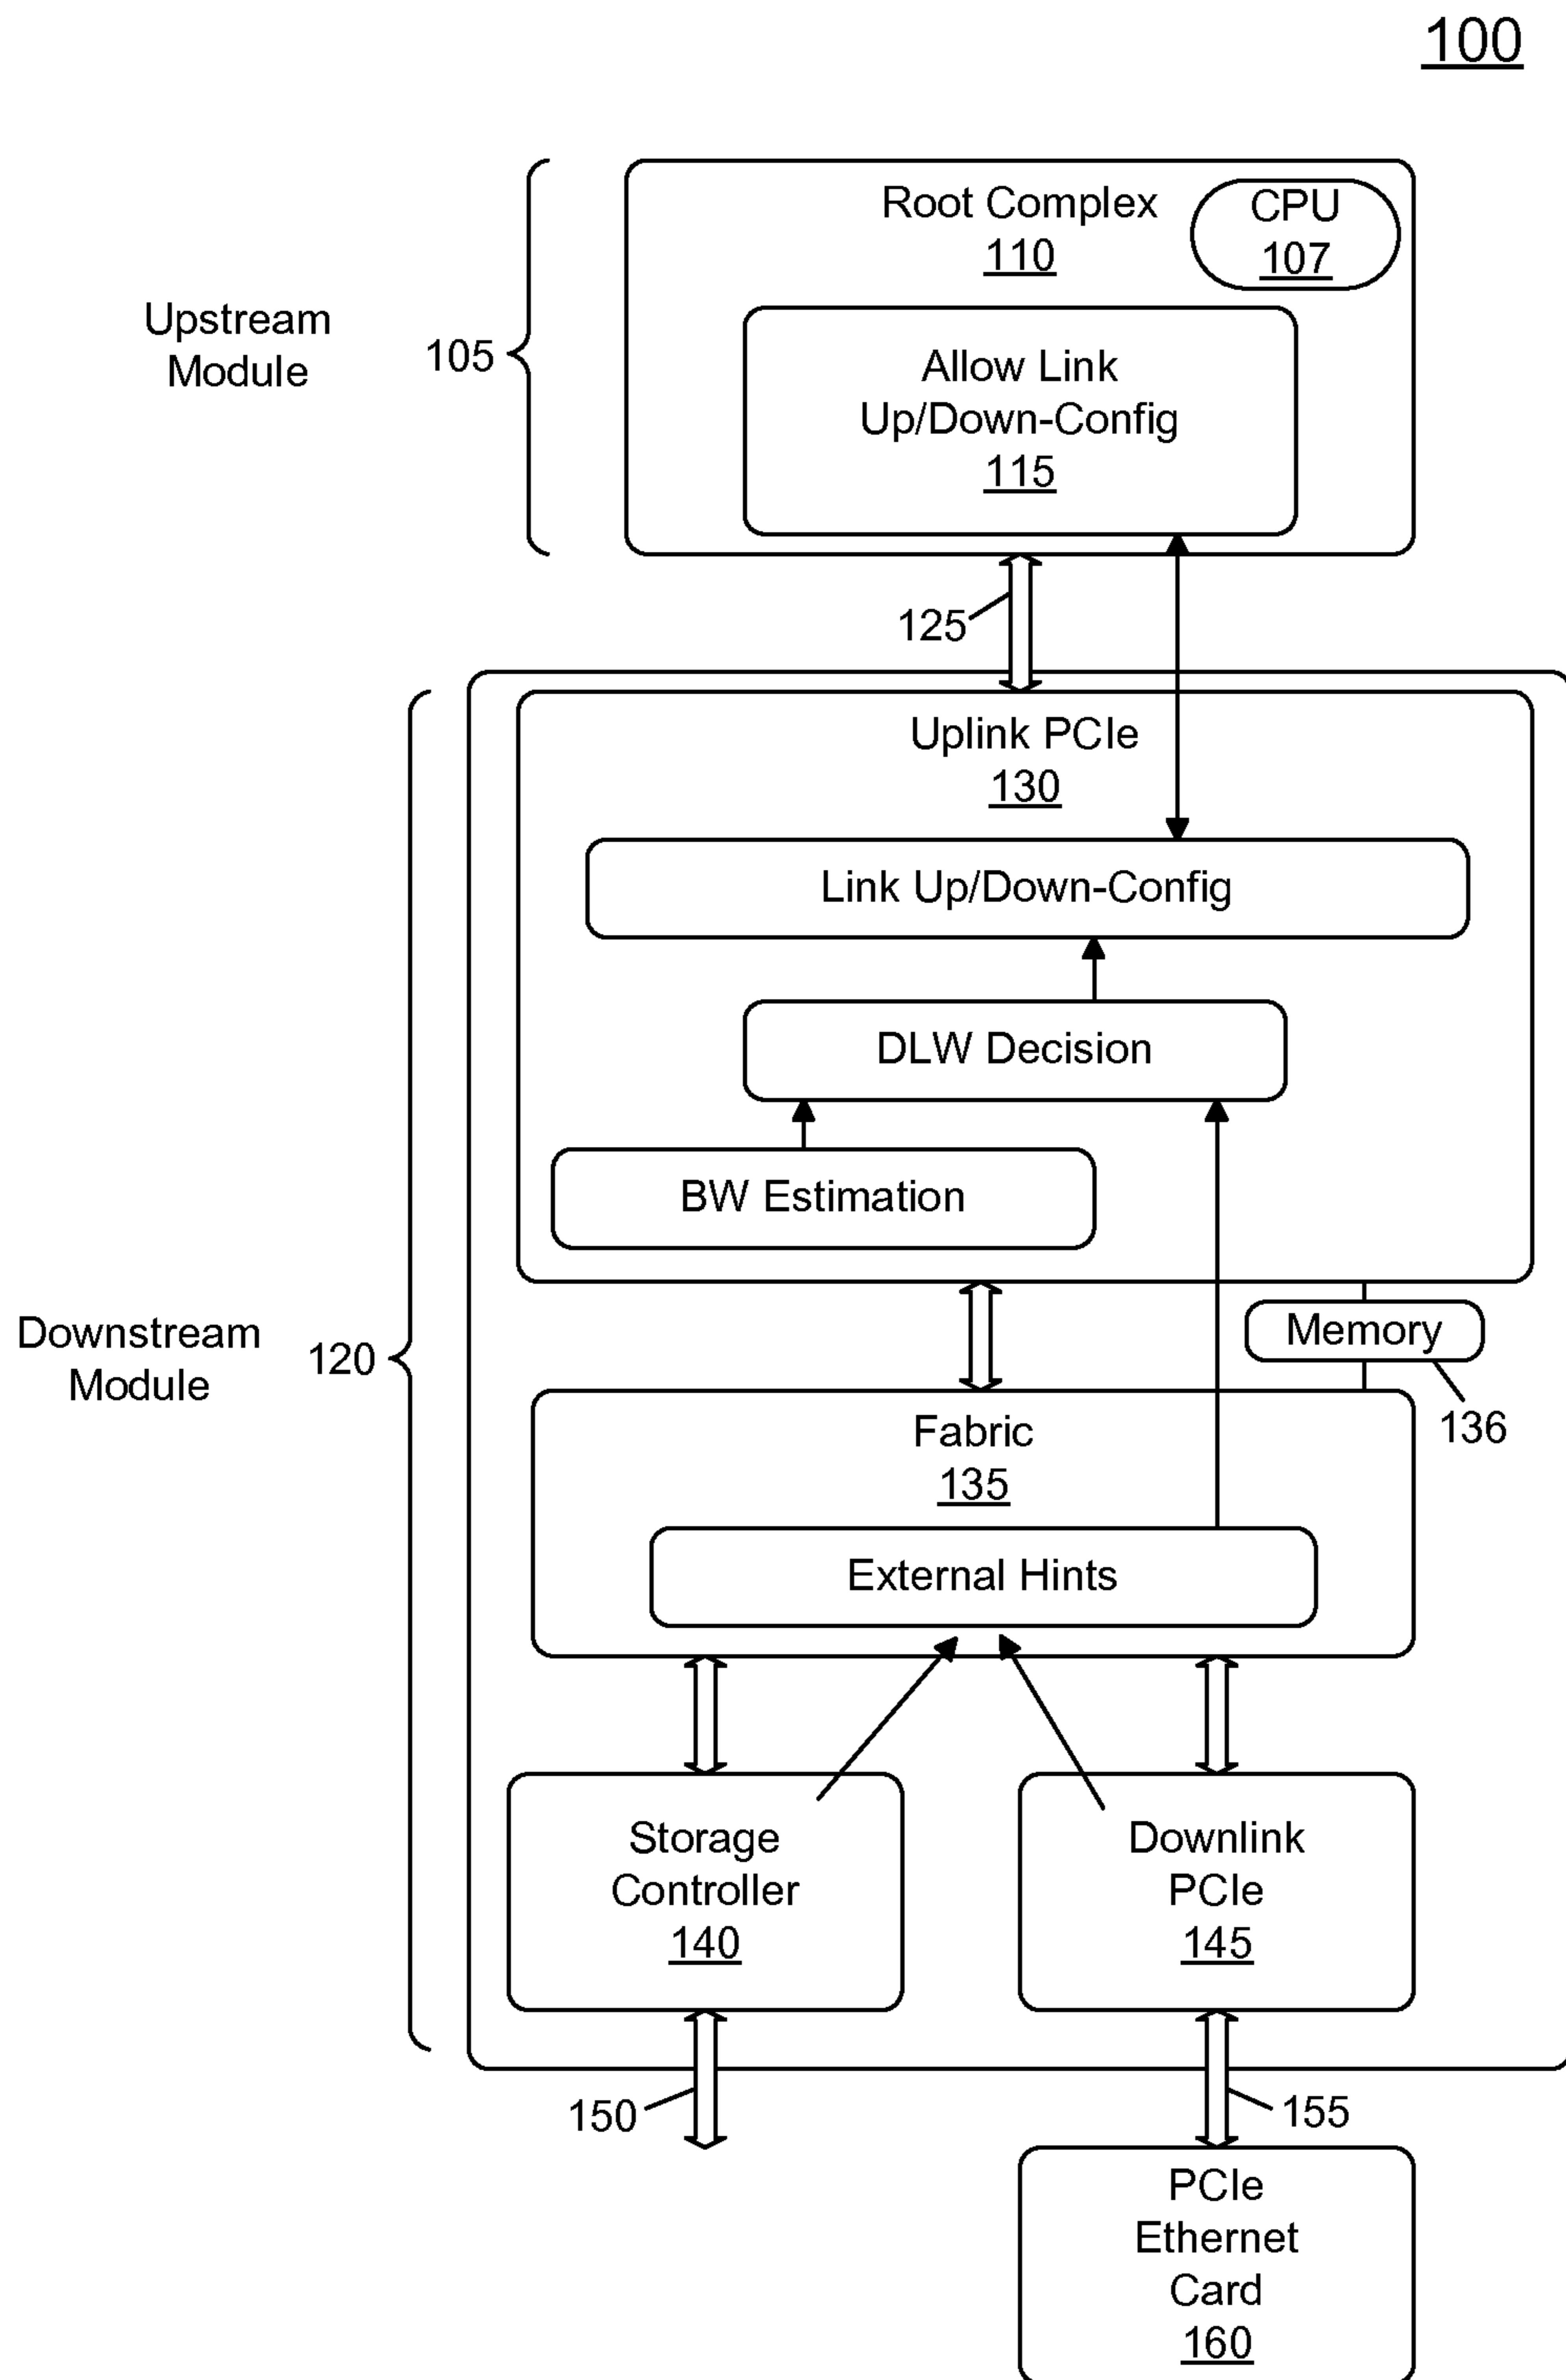 100
Root Complex
110
CPU
107
Upstream
Module
105
Allow Link
Up/Down-Config
115
125
Uplink PCIe
130
Link Up/Down-Config
DLW Decision
BW Estimation
Downstream
Module
120
Memory
136
Fabric
135
External Hints
Storage
Controller
140
Downlink
PCIe
145
150
155
PCIe
Ethernet
Card
160